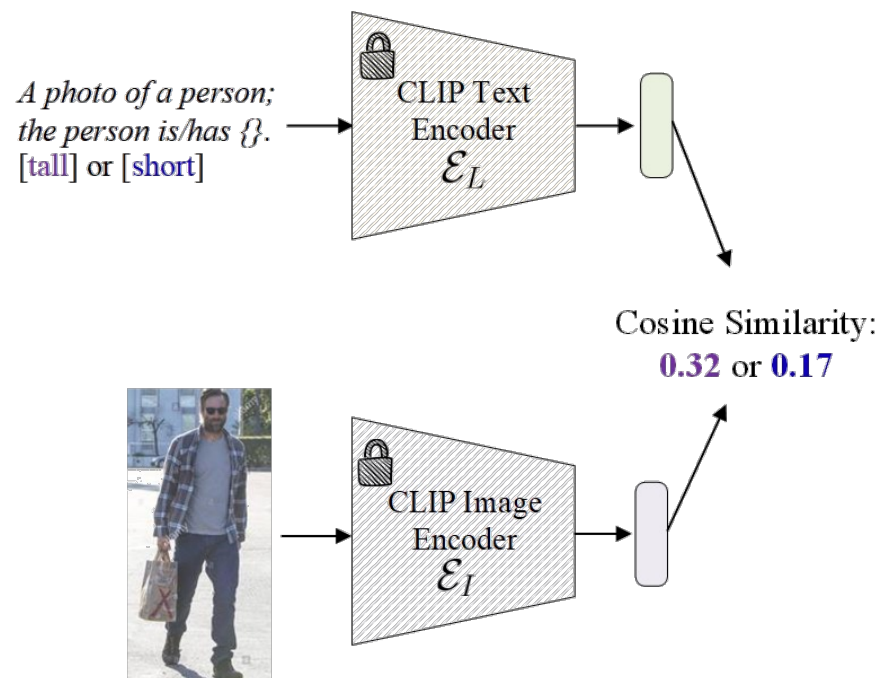 A photo of a person;
the person is/has {}.
[tall] or [short]
CLIP Text
Encoder
ℰ_L
Cosine Similarity:
0.32 or 0.17
CLIP Image
Encoder
ℰ_I